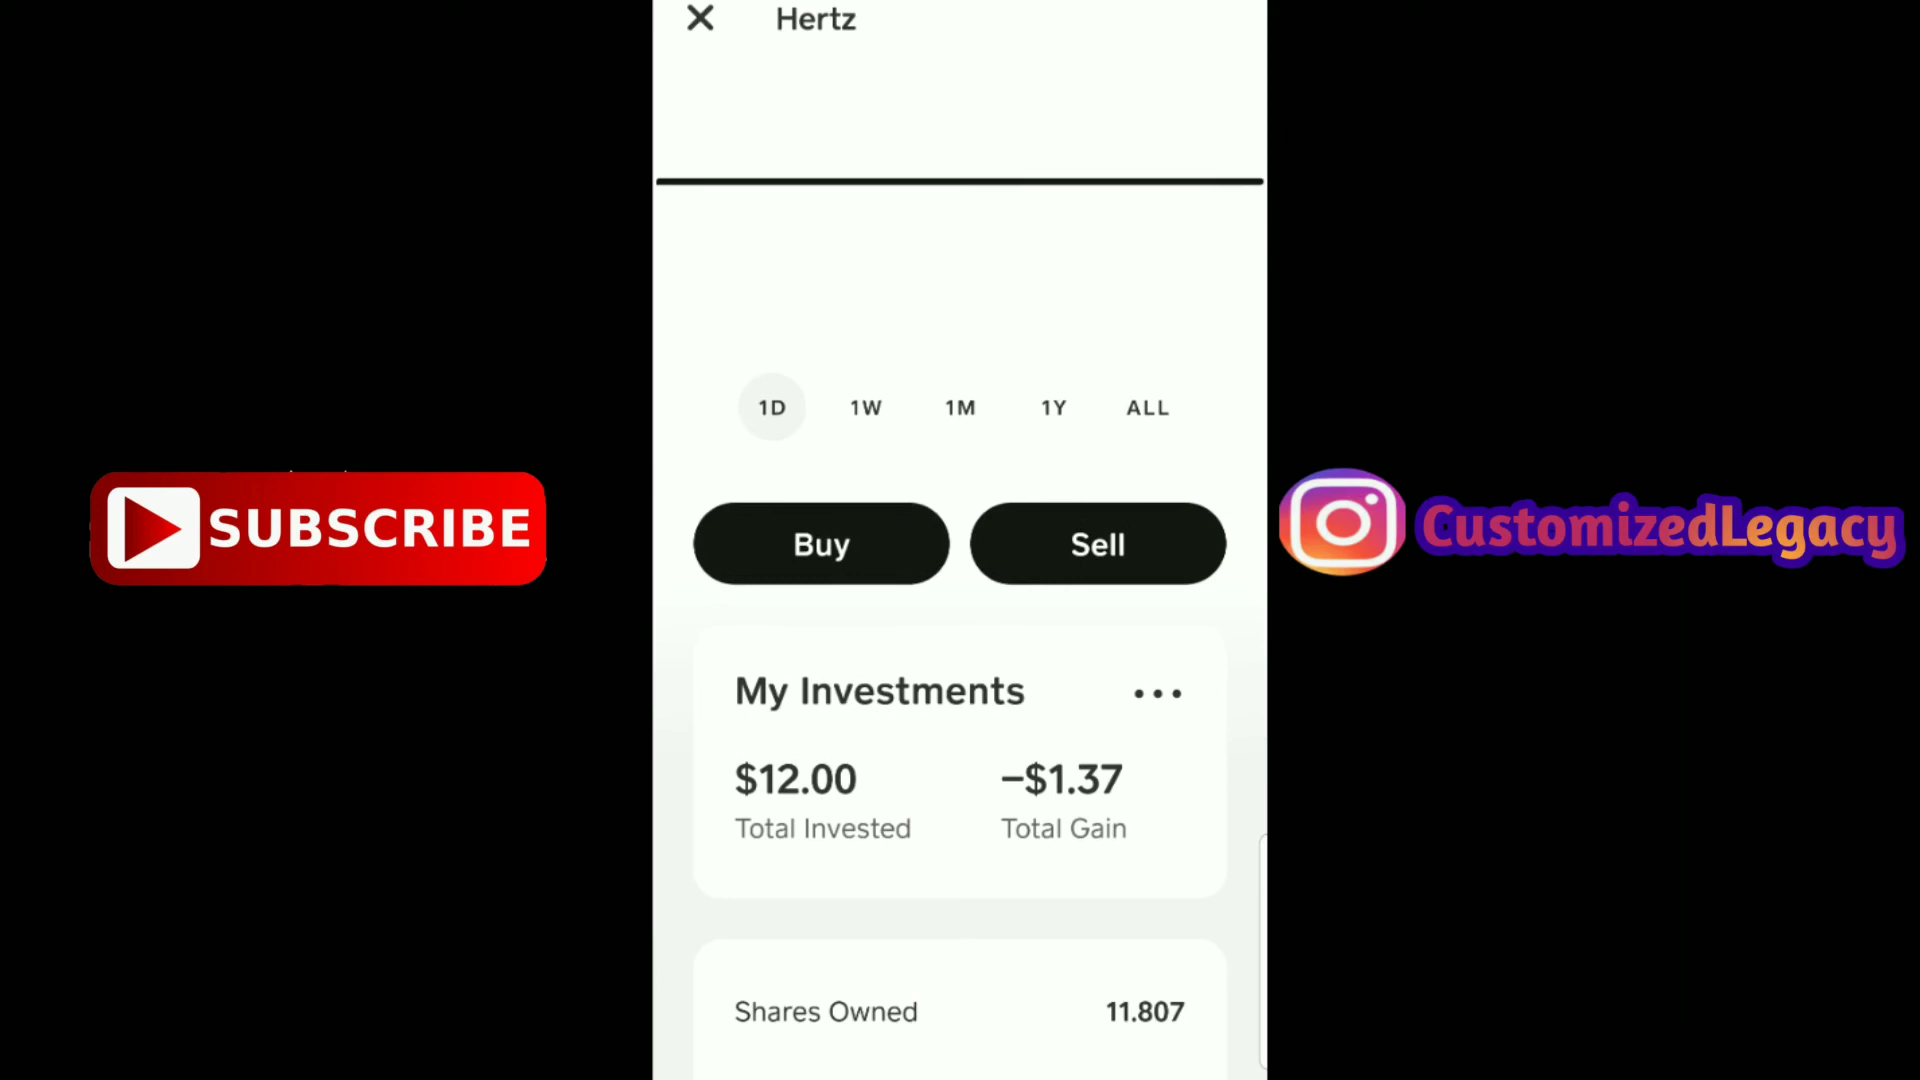 Hertz
1D 1W 1M 1Y ALL
SUBSCRIBE
Buy Sell
CustomizedLegacy
My Investments
$12.00 –$1.37
Total Invested Total Gain
Shares Owned 11.807